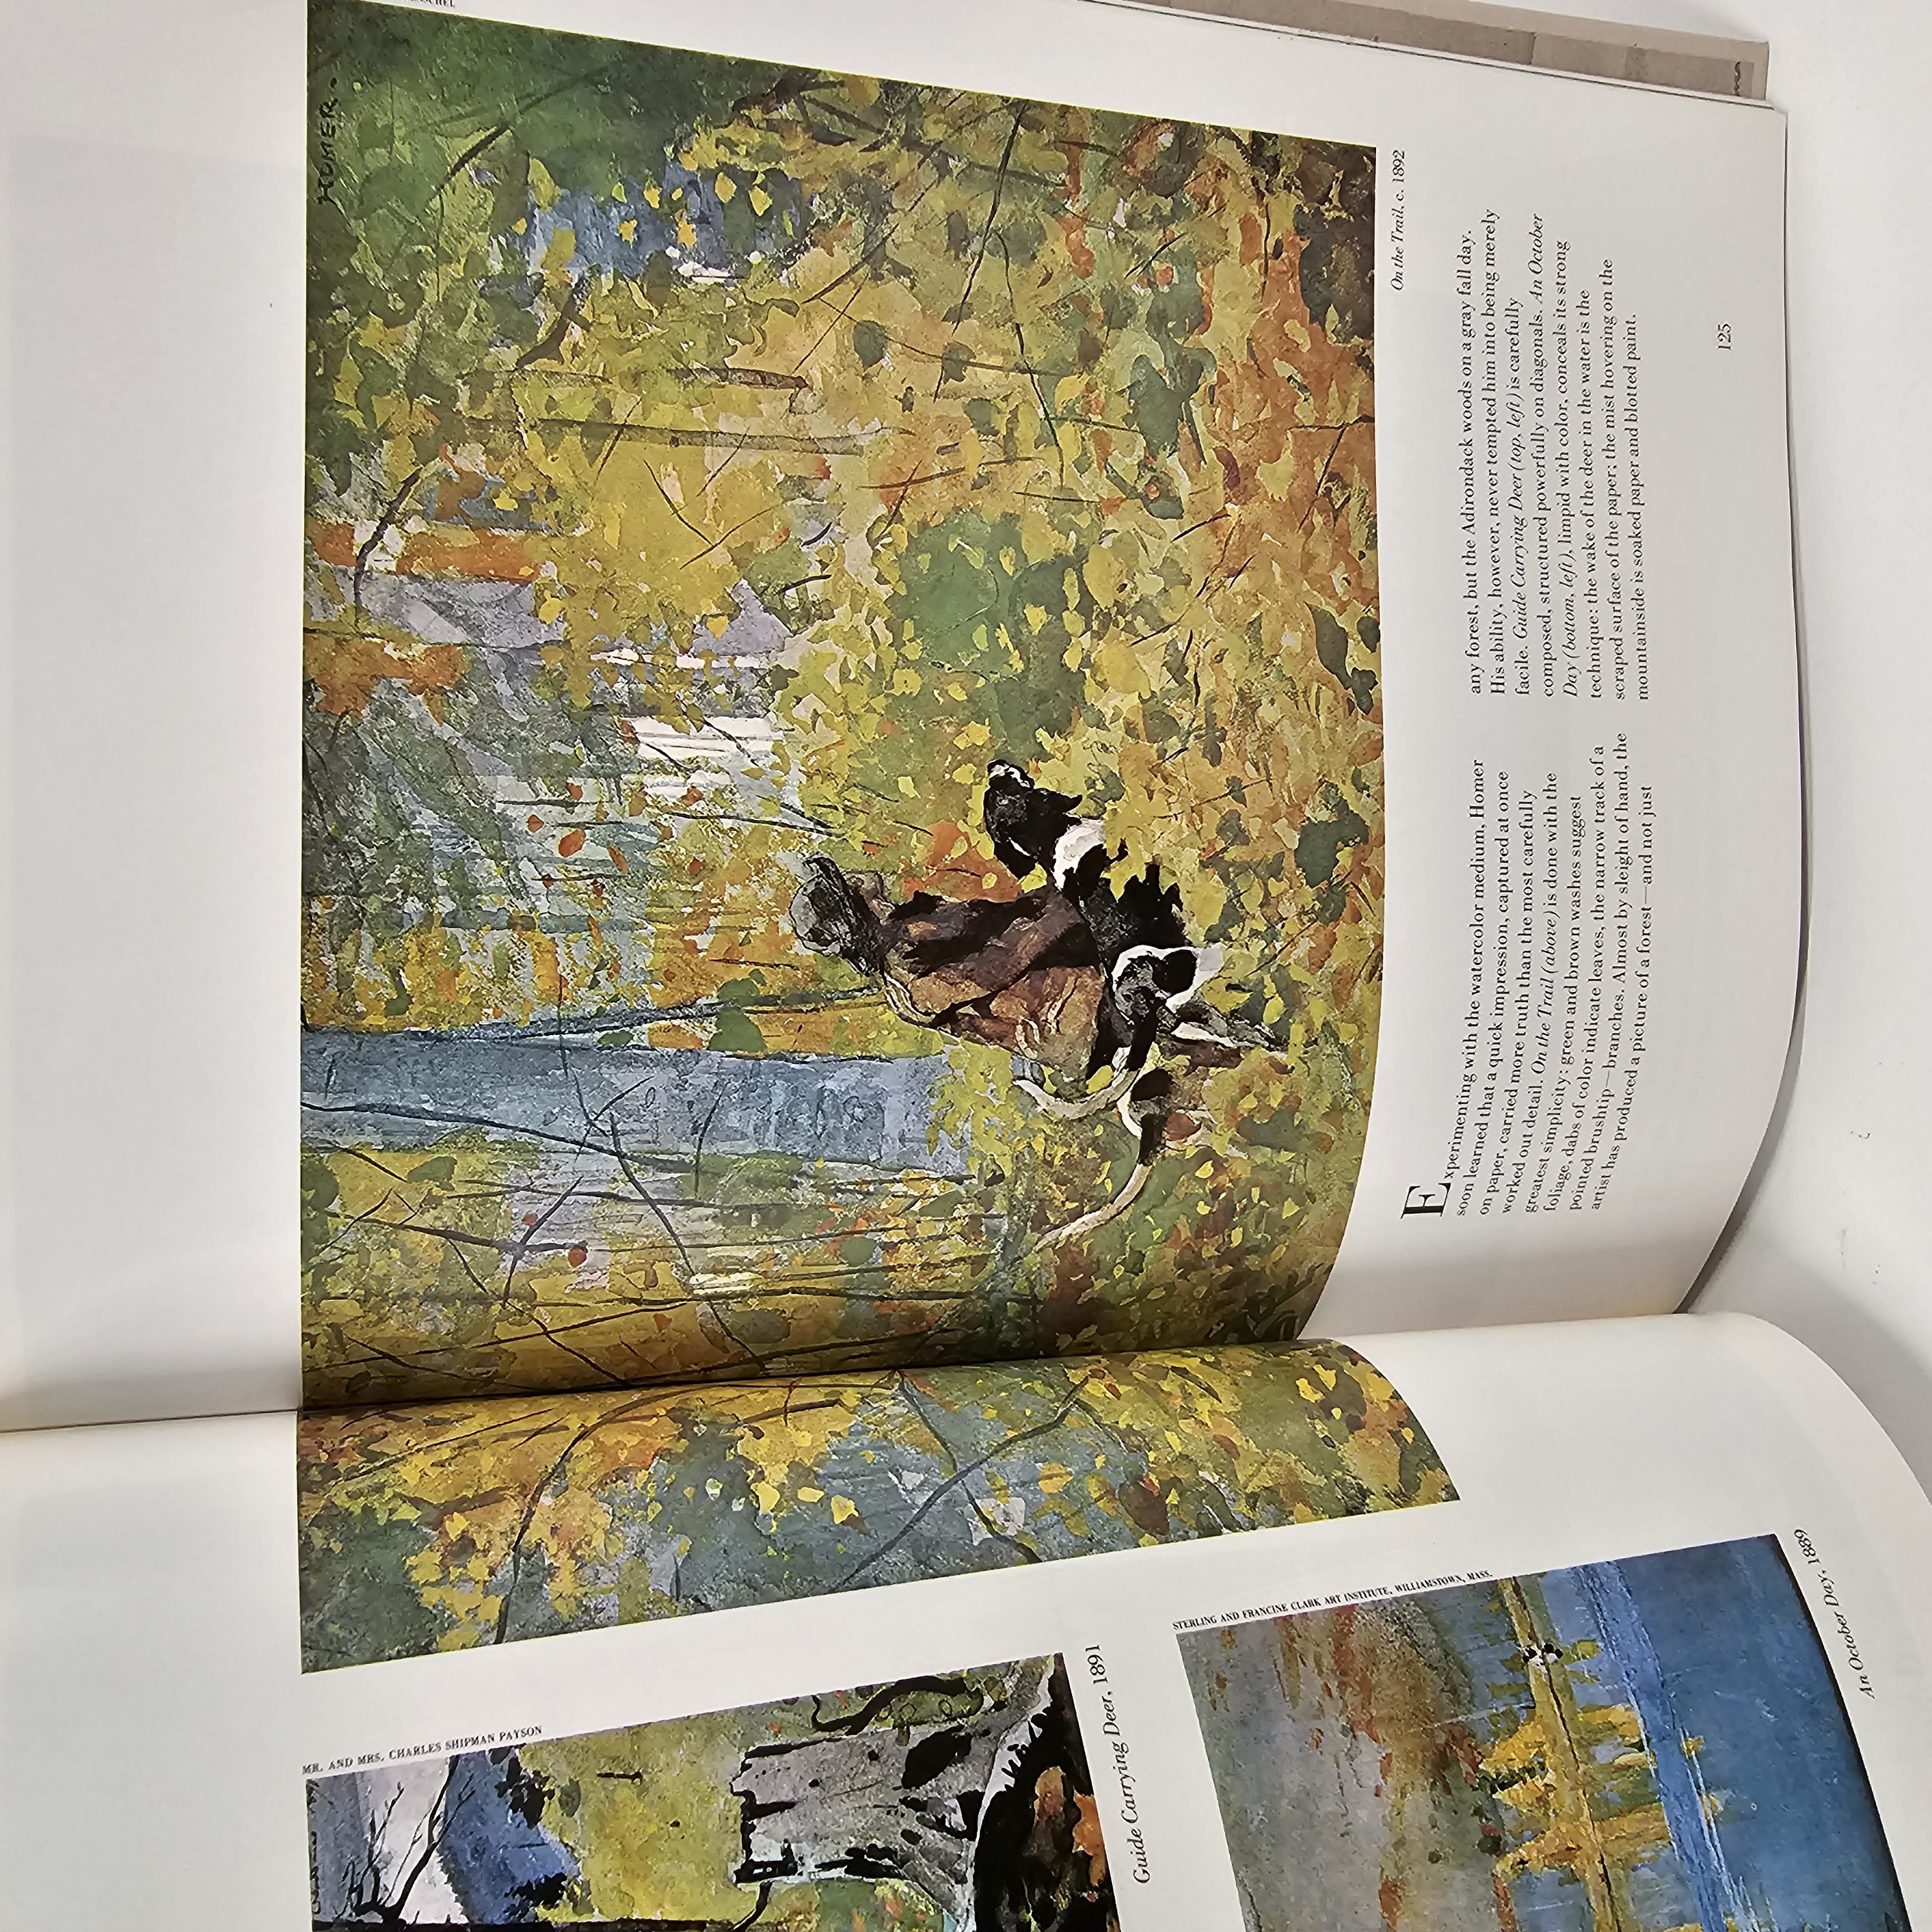 MR. AND MRS. CHARLES SHIPMAN PAYSON
Guide Carrying Deer, 1891
STERLING AND FRANCINE CLARK ART INSTITUTE, WILLIAMSTOWN, MASS.
An October Day, 1889
HOMER.
On the Trail, c. 1892
Experimenting with the watercolor medium, Homer
soon learned that a quick impression, captured at once
on paper, carried more truth than the most carefully
worked out detail. On the Trail (above) is done with the
greatest simplicity: green and brown washes suggest
foliage, dabs of color indicate leaves, the narrow track of a
pointed brushtip—branches. Almost by sleight of hand, the
artist has produced a picture of a forest—and not just
any forest, but the Adirondack woods on a gray fall day.
His ability, however, never tempted him into being merely
facile. Guide Carrying Deer (top, left) is carefully
composed, structured powerfully on diagonals. An October
Day (bottom, left), limpid with color, conceals its strong
technique: the wake of the deer in the water is the
scraped surface of the paper; the mist hovering on the
mountainside is soaked paper and blotted paint.
125